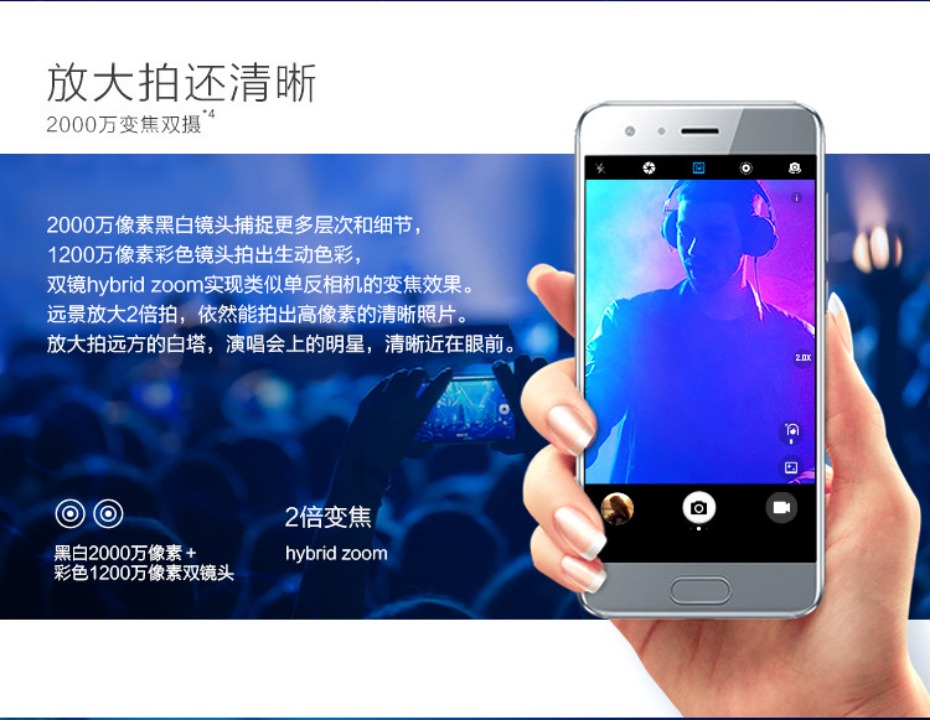 放大拍还清晰
2000万变焦双摄*4
2000万像素黑白镜头捕捉更多层次和细节，
1200万像素彩色镜头拍出生动色彩，
双镜hybrid zoom实现类似单反相机的变焦效果。
远景放大2倍拍，依然能拍出高像素的清晰照片。
放大拍远方的白塔，演唱会上的明星，清晰近在眼前。
2.0X
黑白2000万像素+
彩色1200万像素双镜头
2倍变焦
hybrid zoom